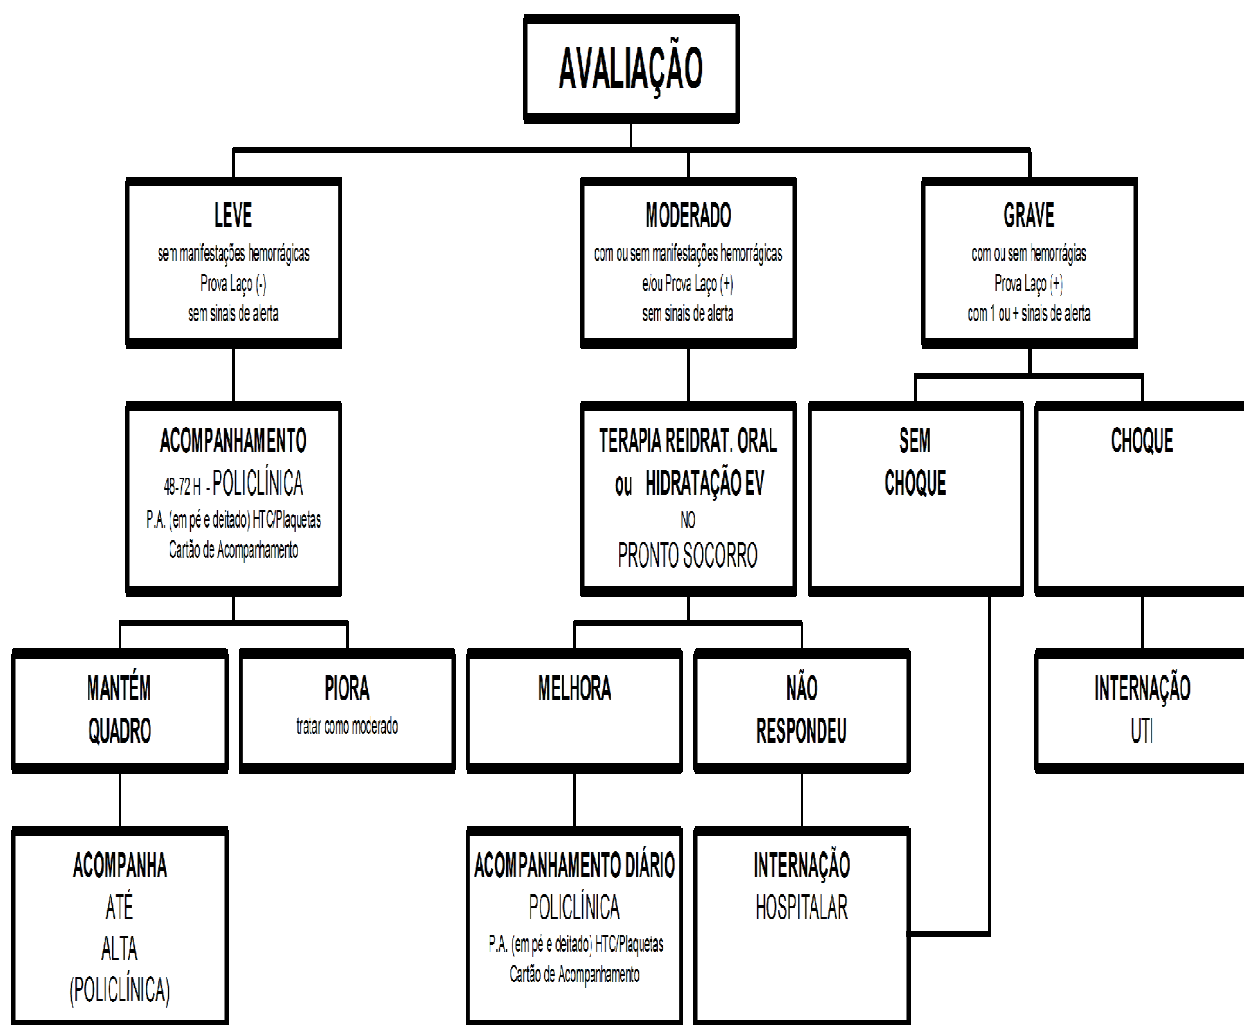 AVALIAÇÃO
LEVE
sem manifestações hemorrágicas
Prova Laço (-)
sem sinais de alerta
MODERADO
com ou sem manifestações hemorrágicas
e/ou Prova Laço (+)
sem sinais de alerta
GRAVE
com ou sem hemorrágias
Prova Laço (+)
com 1 ou + sinais de alerta
ACOMPANHAMENTO
48-72 H - POLICLÍNICA
P.A. (em pé e deitado) HTC/Plaquetas
Cartão de Acompanhamento
TERAPIA REIDRAT. ORAL
ou HIDRATAÇÃO EV
NO
PRONTO SOCORRO
SEM
CHOQUE
CHOQUE
MANTÉM
QUADRO
PIORA
tratar como mocerado
MELHORA
NÃO
RESPONDEU
INTERNAÇÃO
UTI
ACOMPANHA
ATÉ
ALTA
(POLICLÍNICA)
ACOMPANHAMENTO DIÁRIO
POLICLÍNICA
P.A. (em pé e deitado) HTC/Plaquetas
Cartão de Acompanhamento
INTERNAÇÃO
HOSPITALAR